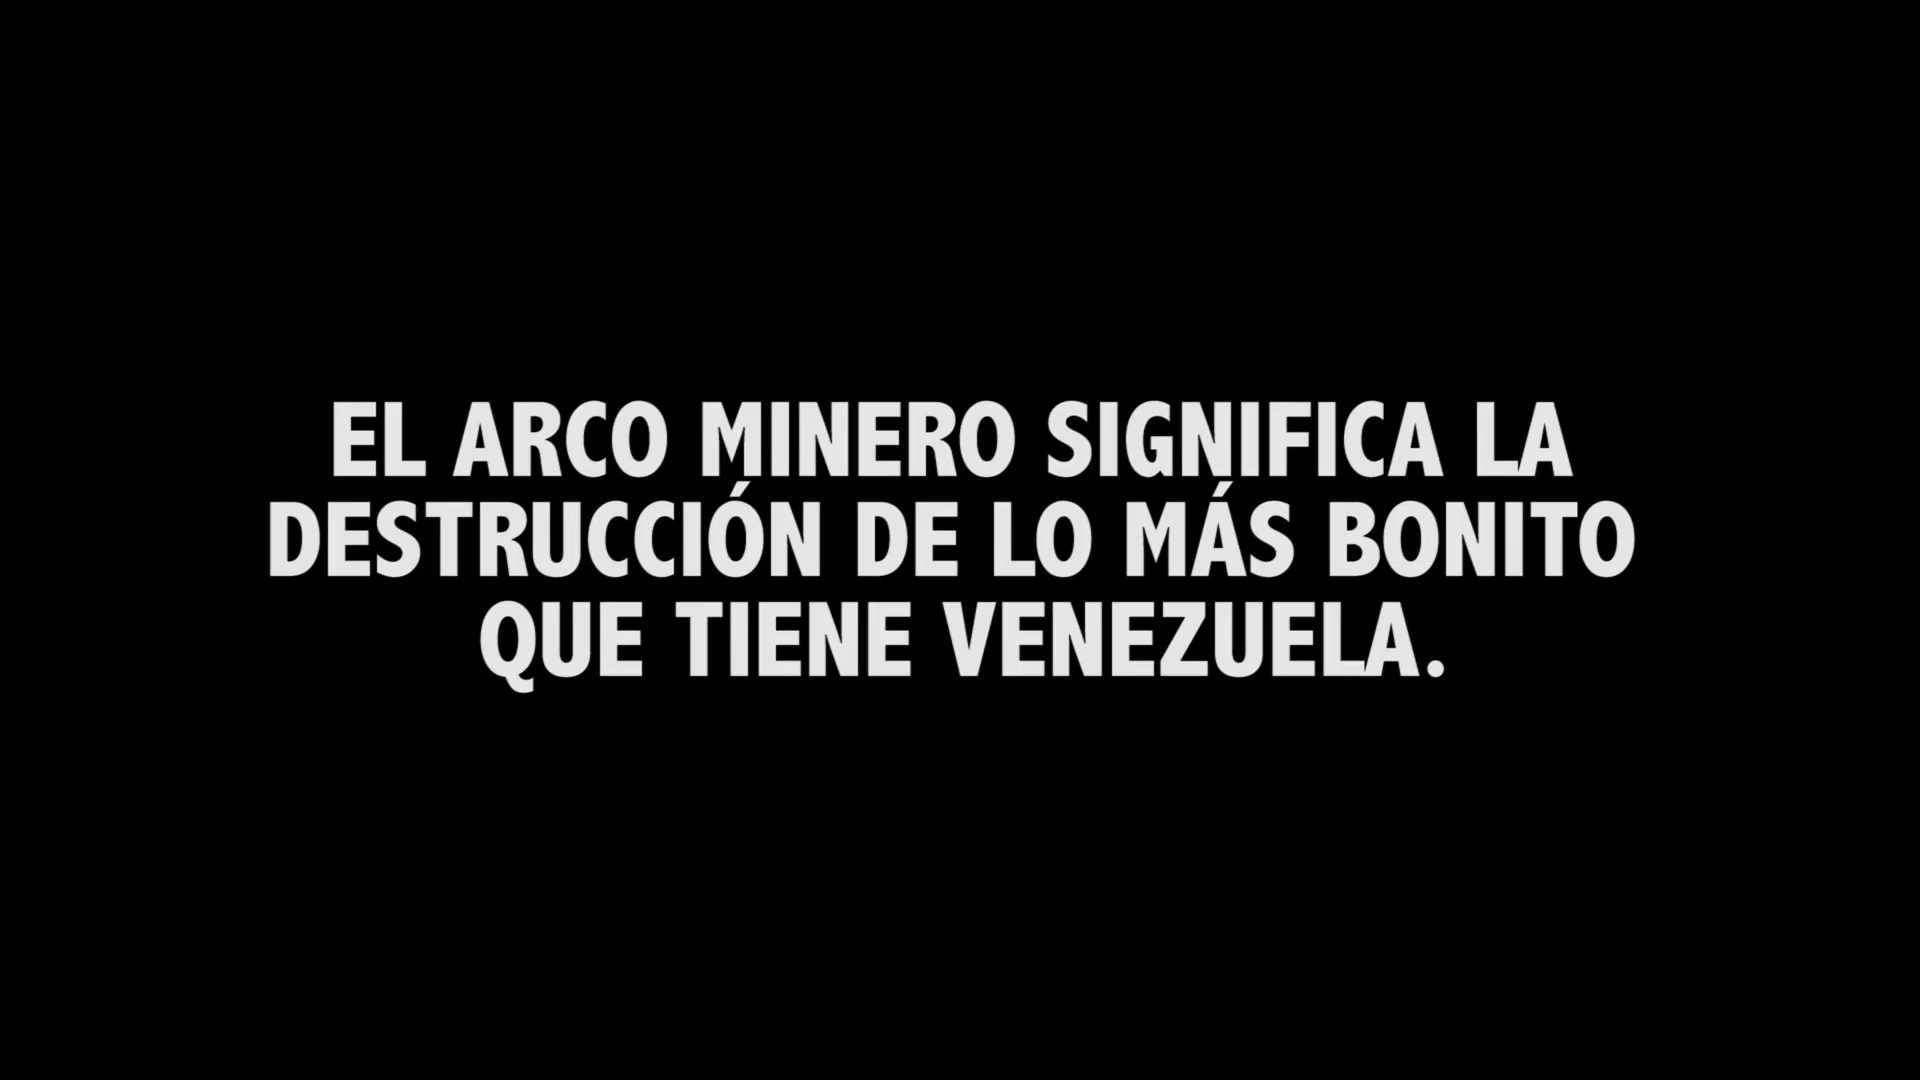 EL ARCO MINERO SIGNIFICA LA
DESTRUCCIÓN DE LO MÁS BONITO
QUE TIENE VENEZUELA.